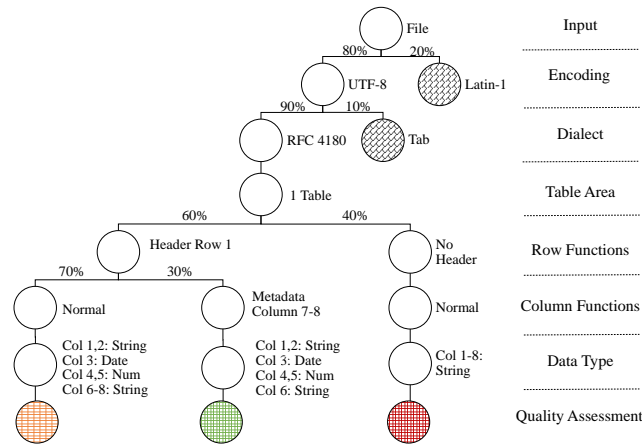 Input
File
80%
20%
Encoding
UTF-8
Latin-1
90%
10%
Dialect
RFC 4180
Tab
Table Area
1 Table
60%
40%
Row Functions
Header Row 1
No
Header
70%
30%
Column Functions
Normal
Metadata
Column 7-8
Normal
Data Type
Col 1,2: String
Col 3: Date
Col 4,5: Num
Col 6-8: String
Col 1,2: String
Col 3: Date
Col 4,5: Num
Col 6: String
Col 1-8:
String
Quality Assessment